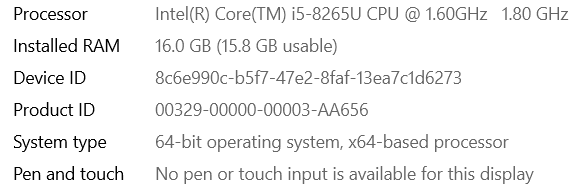 Processor Intel(R) Core(TM) i5-8265U CPU @ 1.60GHz 1.80 GHz
Installed RAM 16.0 GB (15.8 GB usable)
Device ID 8c6e990c-b5f7-47e2-8faf-13ea7c1d6273
Product ID 00329-00000-00003-AA656
System type 64-bit operating system, x64-based processor
Pen and touch No pen or touch input is available for this display